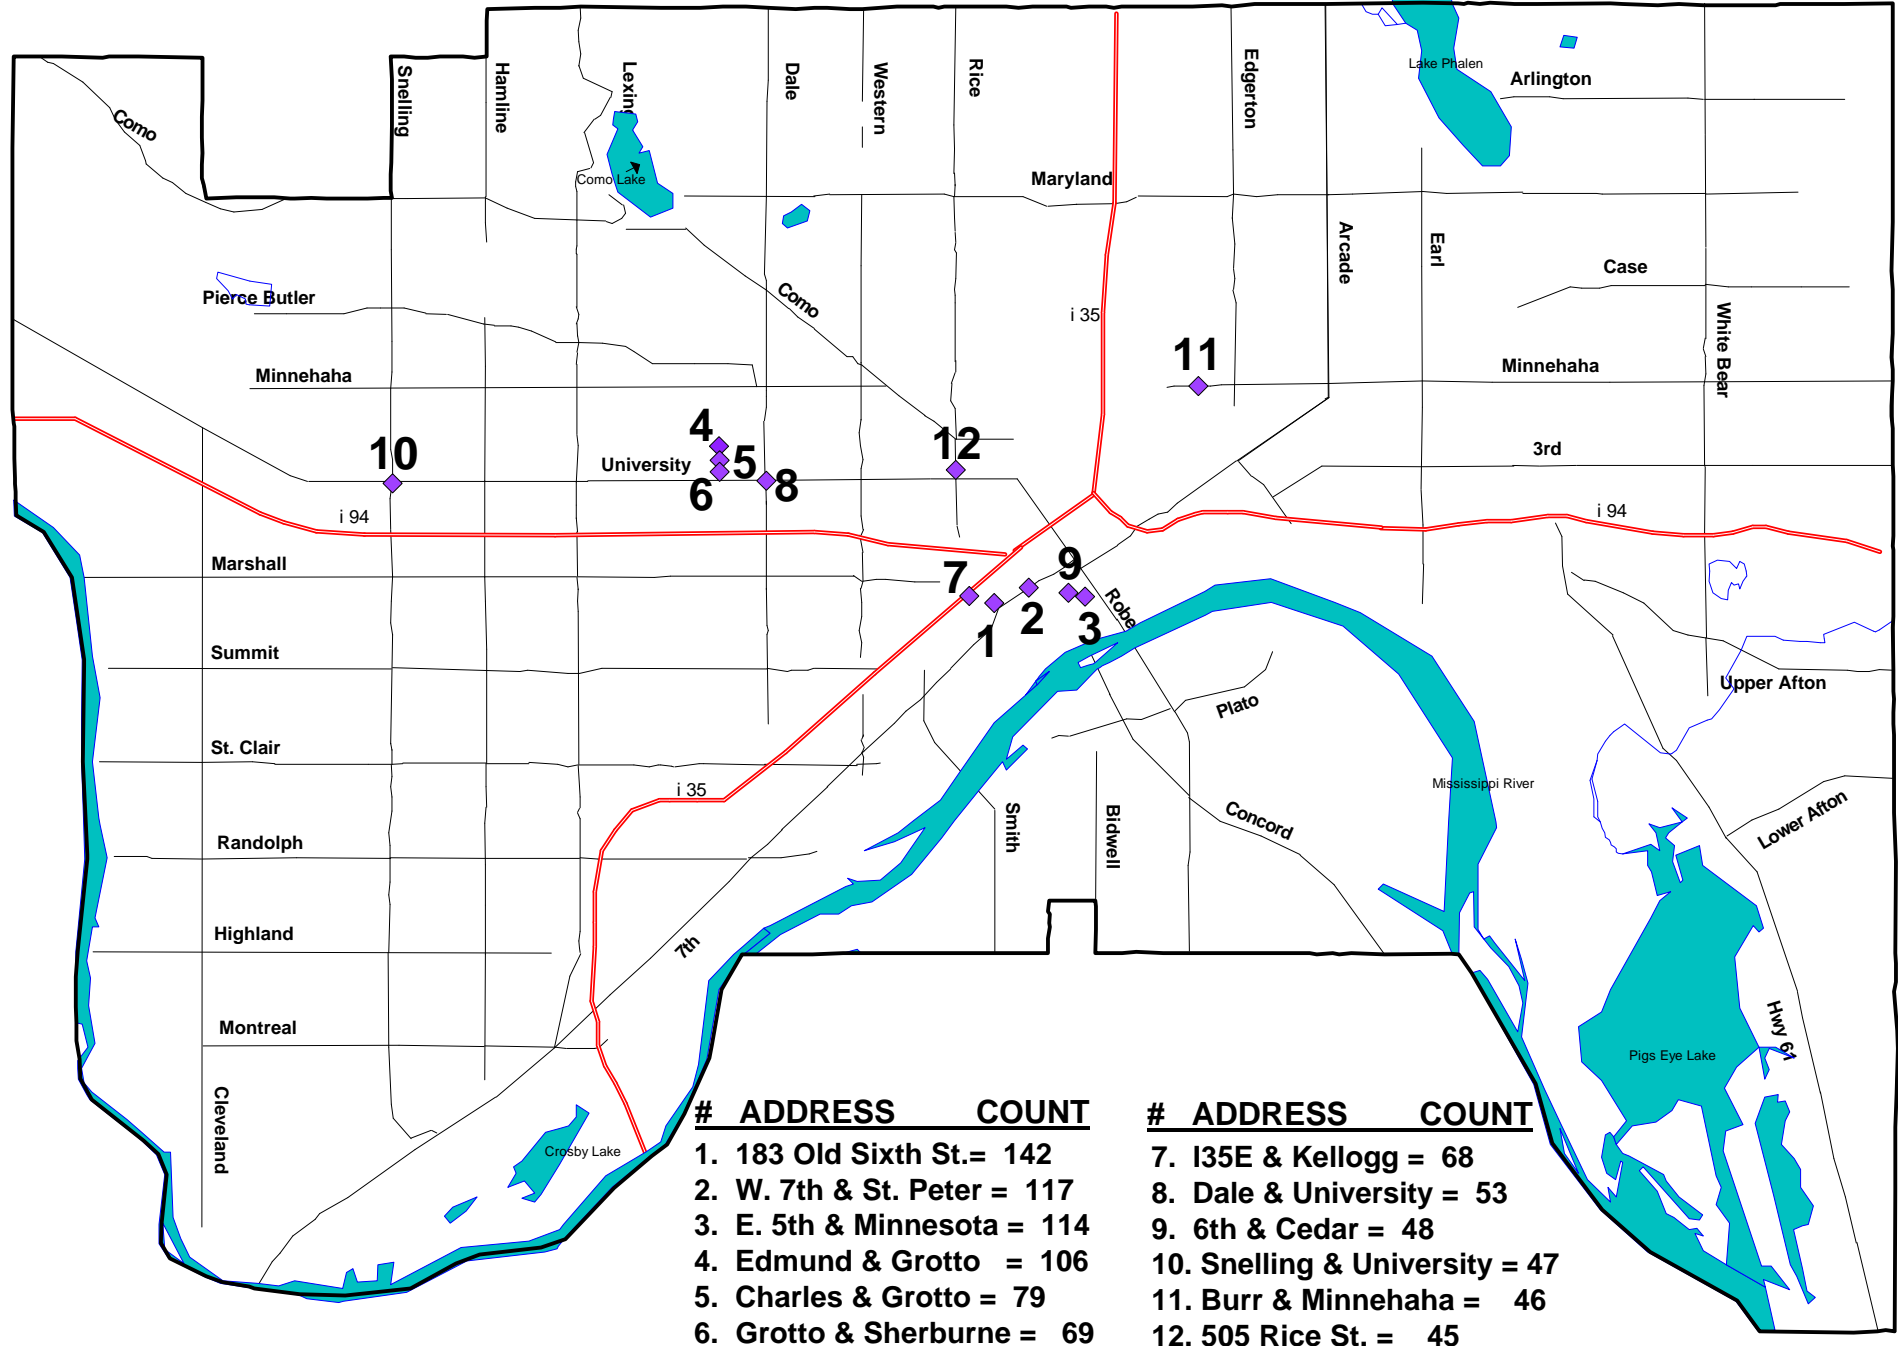 Snelling
Hamline
Lexing
Dale
Western
Rice
Edgerton
Lake Phalen
Arlington
Como
Como Lake
Maryland
Arcade
Earl
Case
Pierce Butler
Como
i 35
White Bear
11
Minnehaha
Minnehaha
4
10
12
University
5
3rd
6
8
i 94
i 94
Marshall
7
9
2
Robe
1
3
Summit
Upper Afton
Plato
St. Clair
Mississippi River
i 35
Smith
Bidwell
Concord
Lower Afton
Randolph
Highland
7th
Montreal
Hwy 61
Pigs Eye Lake
Cleveland
Crosby Lake
# ADDRESS COUNT
1. 183 Old Sixth St.= 142
2. W. 7th & St. Peter = 117
3. E. 5th & Minnesota = 114
4. Edmund & Grotto = 106
5. Charles & Grotto = 79
6. Grotto & Sherburne = 69
# ADDRESS COUNT
7. I35E & Kellogg = 68
8. Dale & University = 53
9. 6th & Cedar = 48
10. Snelling & University = 47
11. Burr & Minnehaha = 46
12. 505 Rice St. = 45